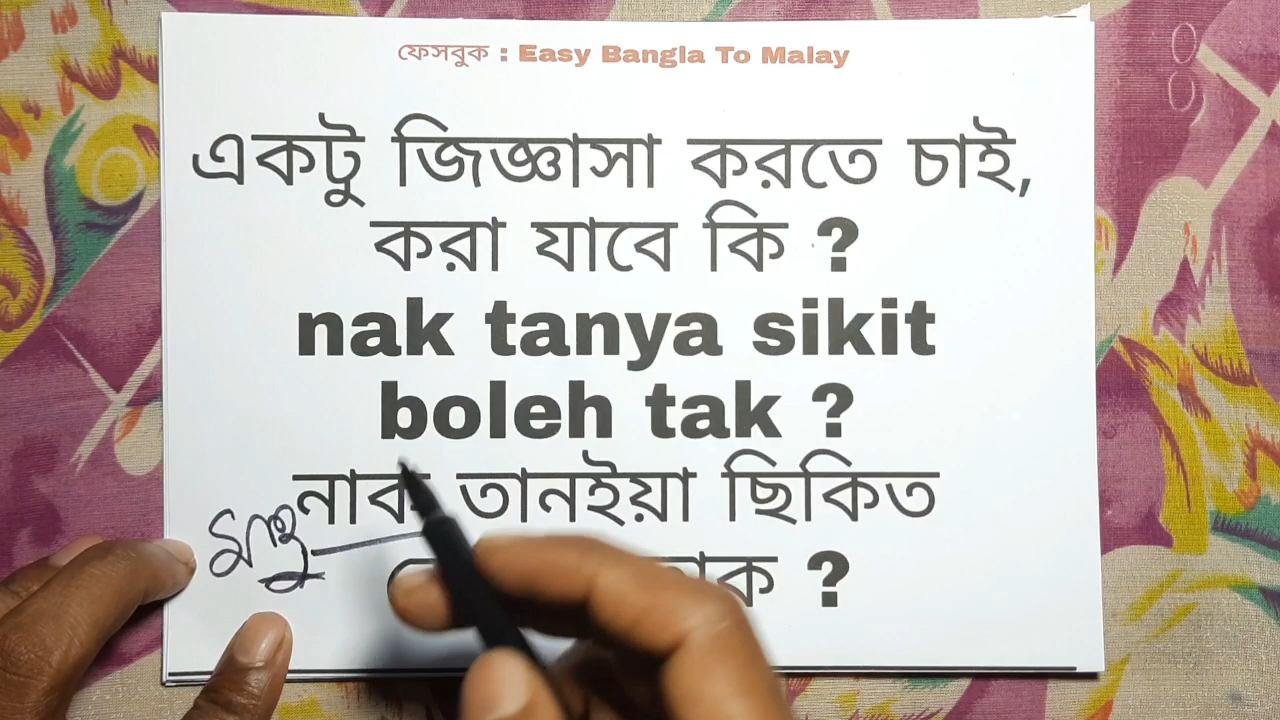 ফেসবুক : Easy Bangla To Malay
একটু জিজ্ঞাসা করতে চাই,
করা যাবে কি ?
nak tanya sikit
boleh tak ?
নাক তানইয়া ছিকিত
?